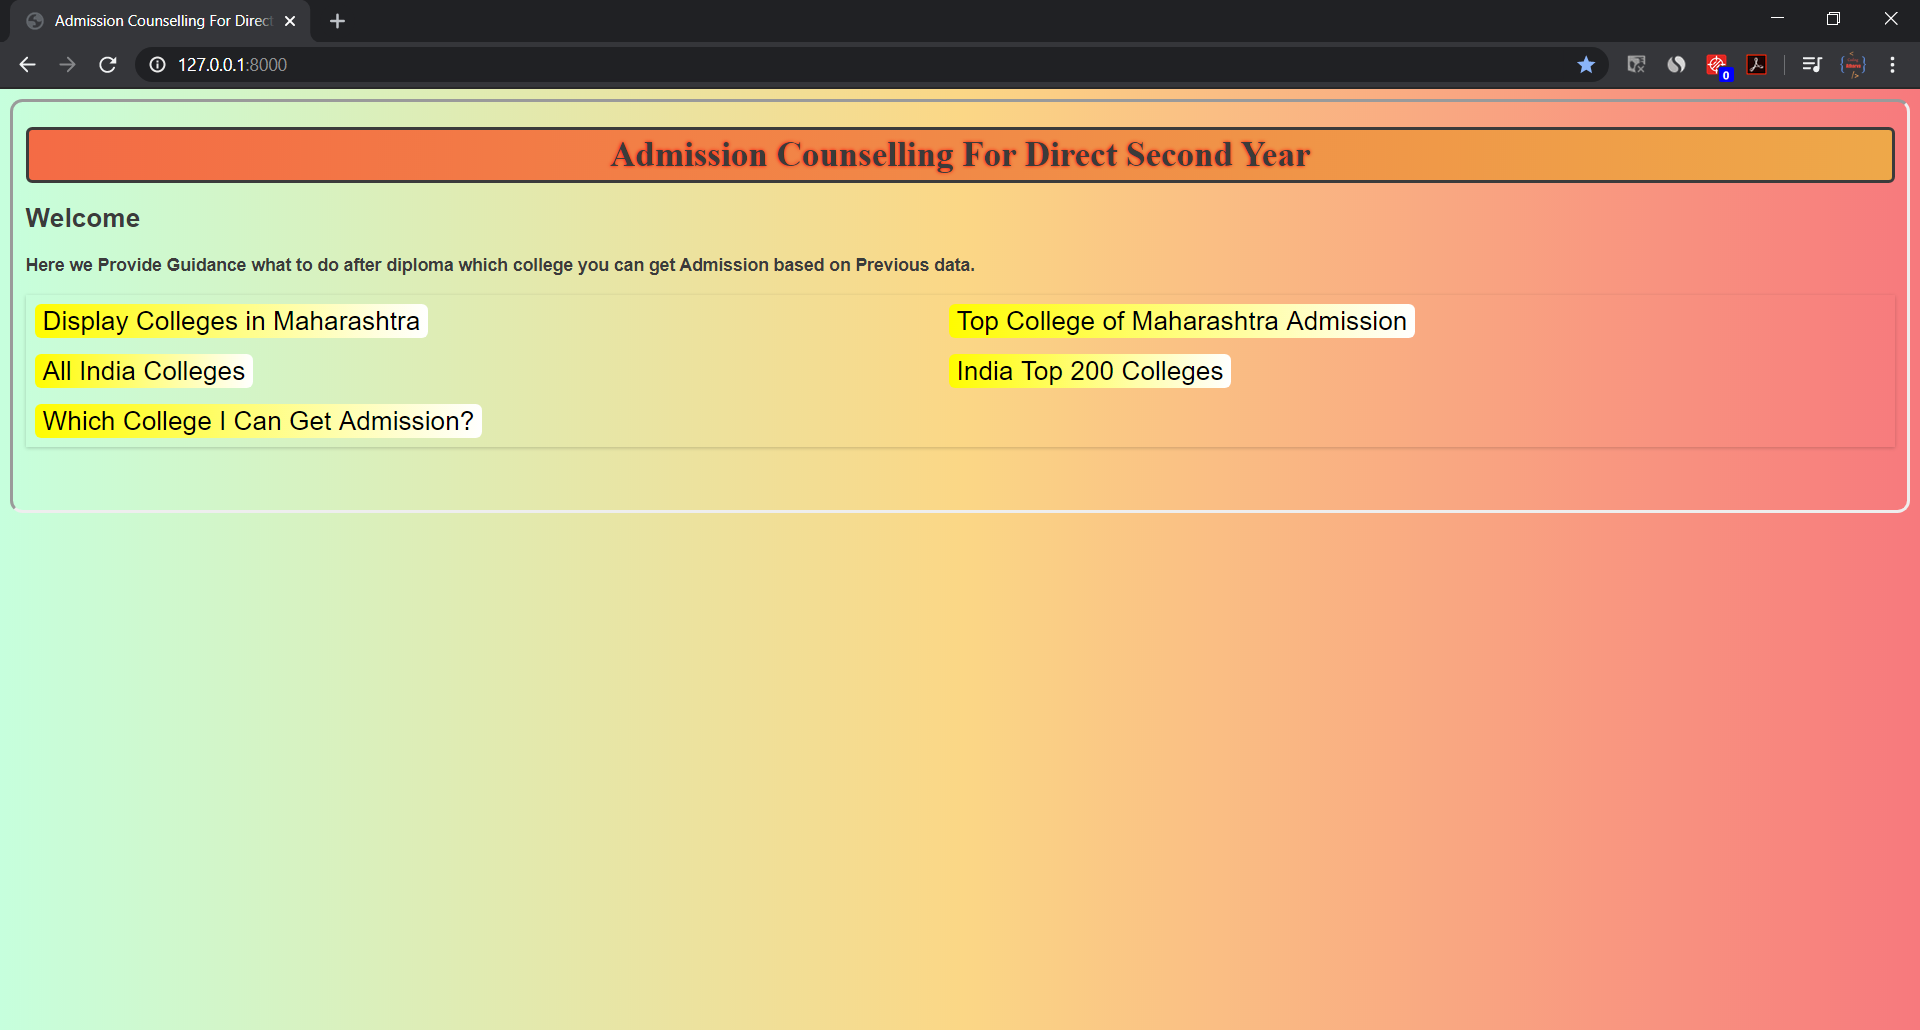 Admission Counselling For Direct
127.0.0.1:8000
0
Admission Counselling For Direct Second Year
Welcome
Here we Provide Guidance what to do after diploma which college you can get Admission based on Previous data.
Display Colleges in Maharashtra
Top College of Maharashtra Admission
All India Colleges
India Top 200 Colleges
Which College I Can Get Admission?